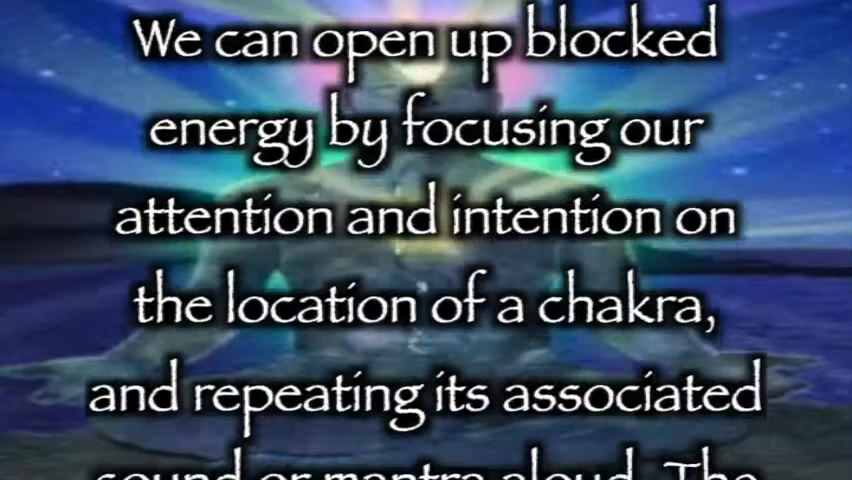 We can open up blocked
energy by focusing our
attention and intention on
the location of a chakra,
and repeating its associated
sound or mantra aloud. The